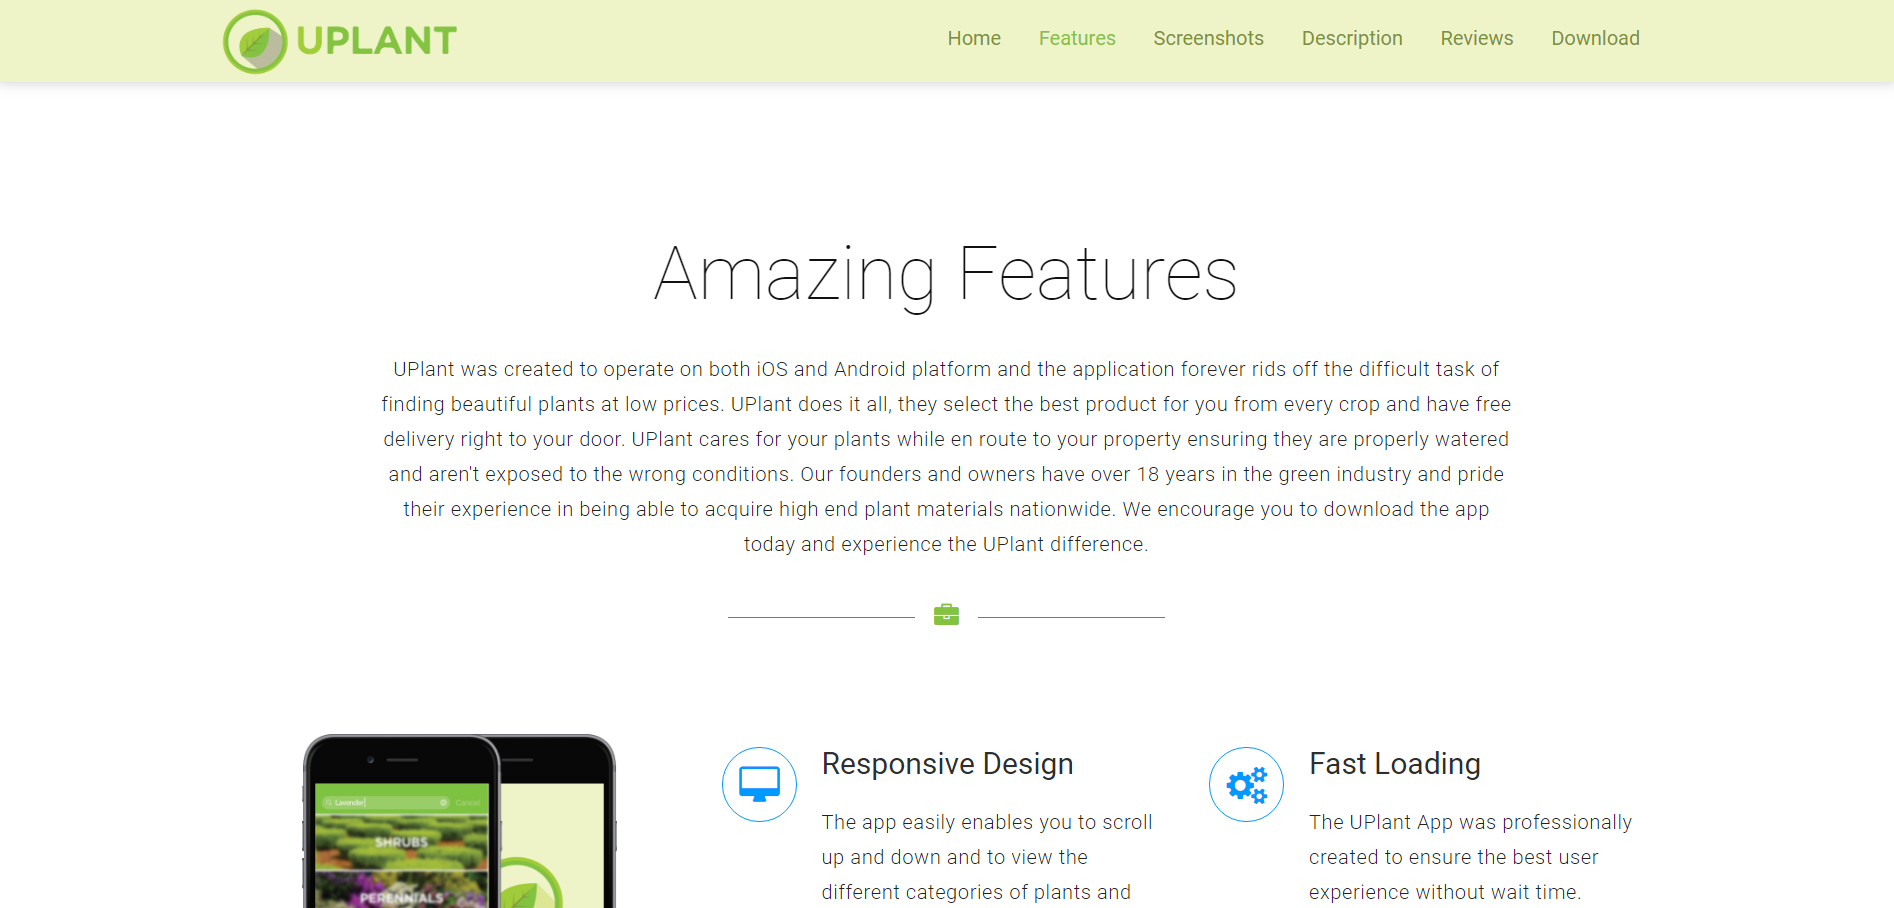 UPLANT
Home Features Screenshots Description Reviews Download
Amazing Features
UPlant was created to operate on both iOS and Android platform and the application forever rids off the difficult task of
finding beautiful plants at low prices. UPlant does it all, they select the best product for you from every crop and have free
delivery right to your door. UPlant cares for your plants while en route to your property ensuring they are properly watered
and aren't exposed to the wrong conditions. Our founders and owners have over 18 years in the green industry and pride
their experience in being able to acquire high end plant materials nationwide. We encourage you to download the app
today and experience the UPlant difference.
Lavender Cancel
SHRUBS
PERENNIALS
Responsive Design
The app easily enables you to scroll
up and down and to view the
different categories of plants and
Fast Loading
The UPlant App was professionally
created to ensure the best user
experience without wait time.